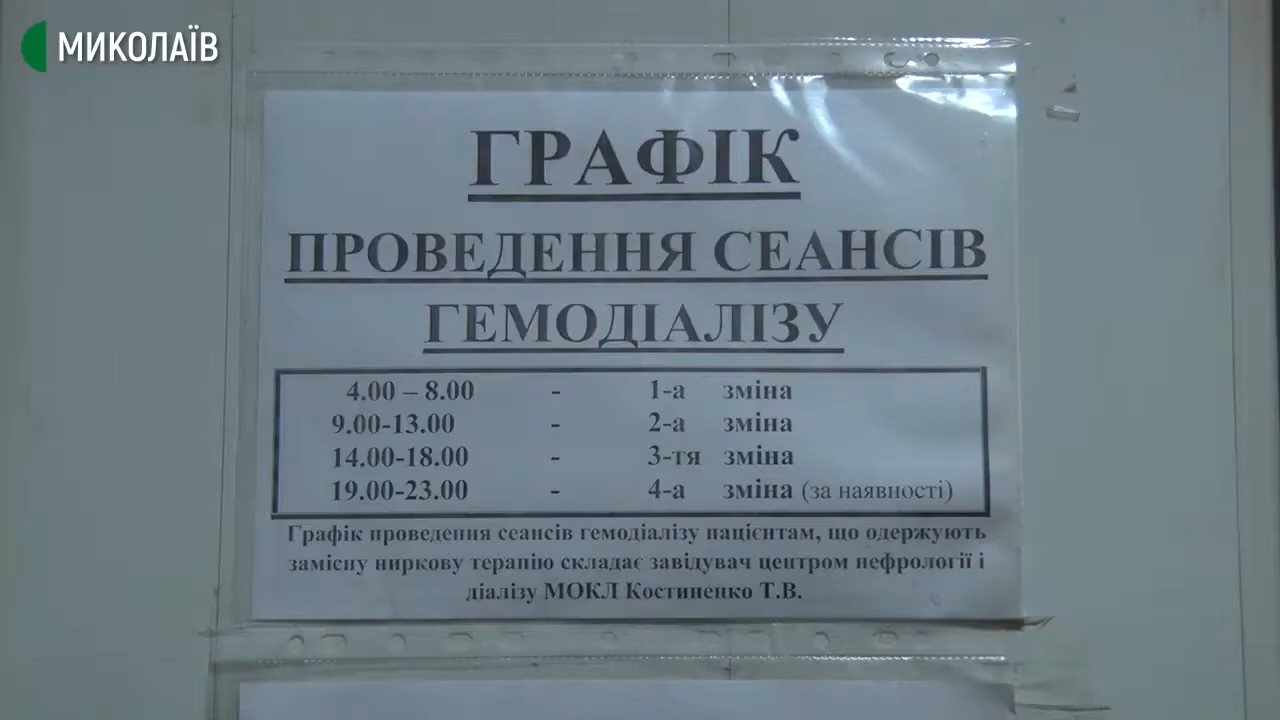 МИКОЛАЇВ
ГРАФІК
ПРОВЕДЕННЯ СЕАНСІВ
ГЕМОДІАЛІЗУ
4.00 – 8.00 - 1-а зміна
9.00-13.00 - 2-а зміна
14.00-18.00 - 3-тя зміна
19.00-23.00 - 4-а зміна (за наявності)
Графік проведення сеансів гемодіалізу пацієнтам, що одержують
замісну ниркову терапію складає завідувач центром нефрології і
діалізу МОКЛ Костиненко Т.В.